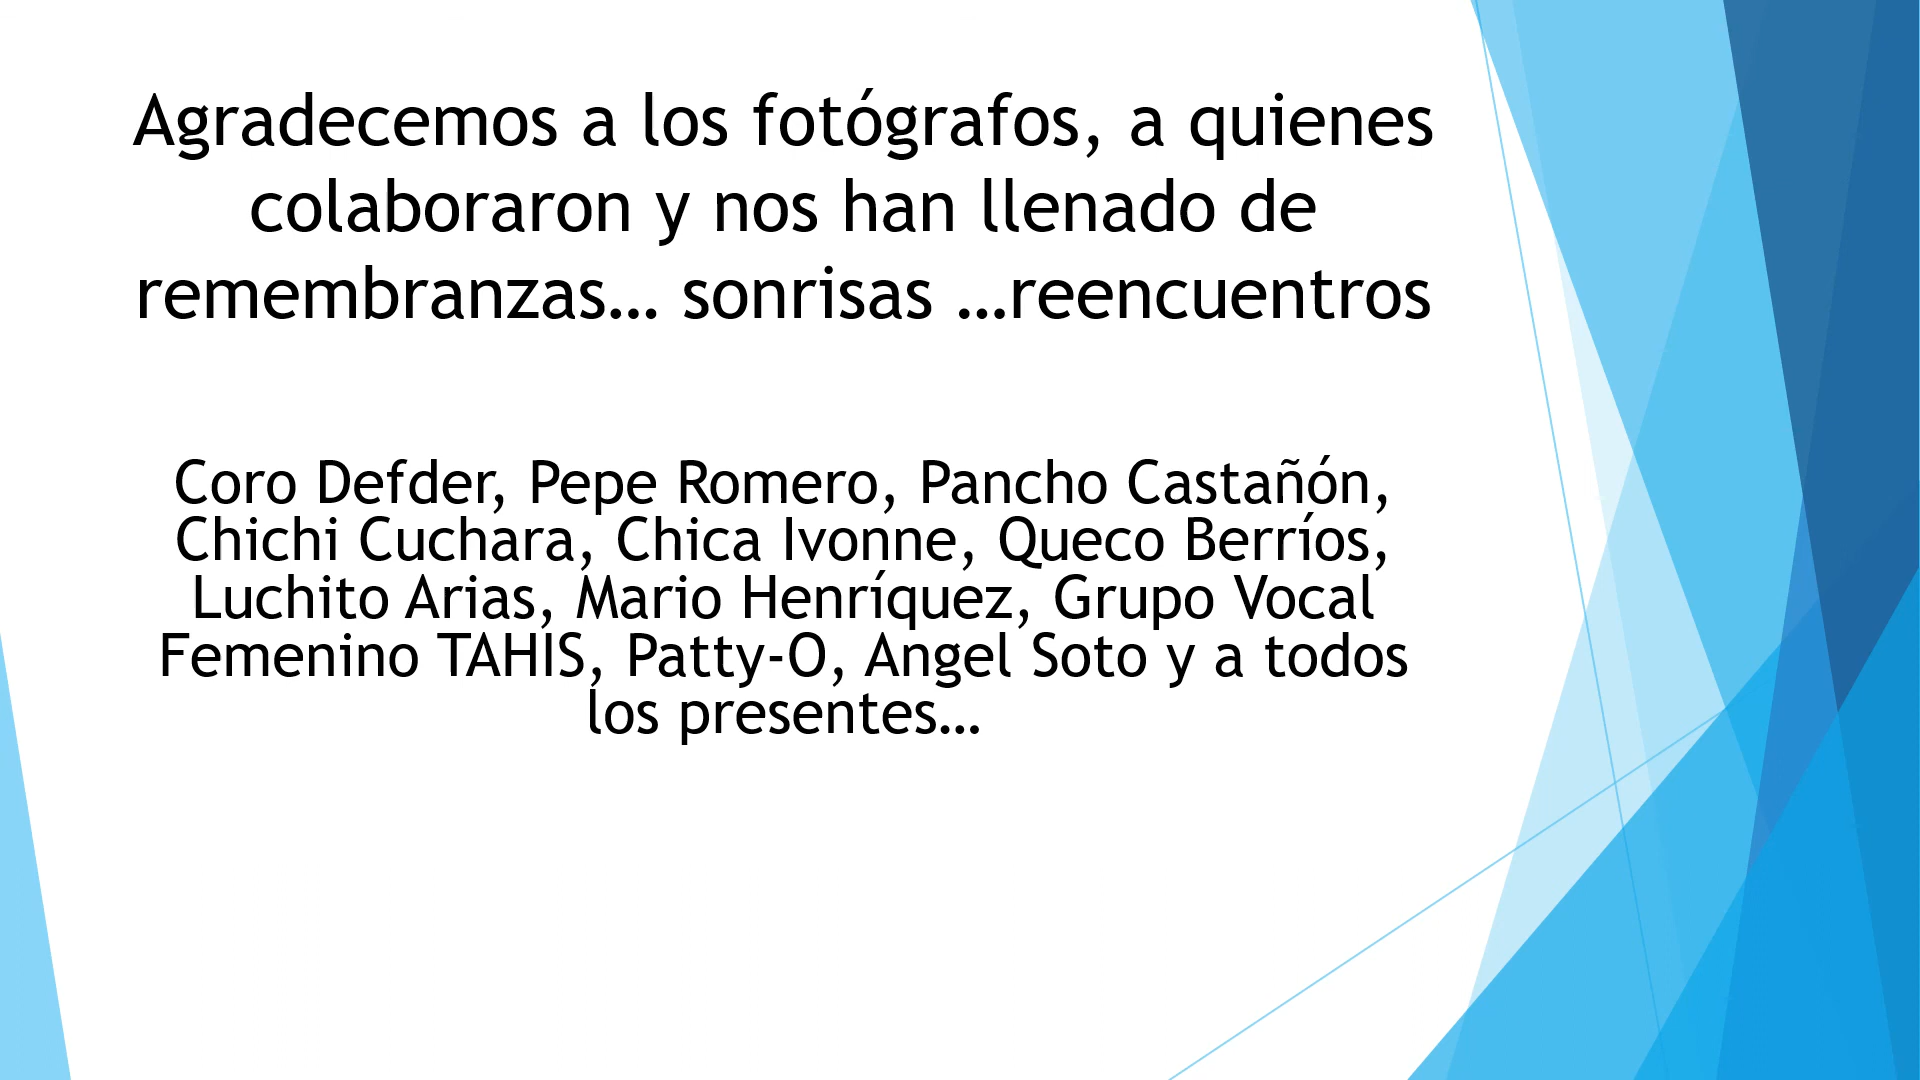 Agradecemos a los fotógrafos, a quienes
colaboraron y nos han llenado de
remembranzas… sonrisas …reencuentros
Coro Defder, Pepe Romero, Pancho Castañón,
Chichi Cuchara, Chica Ivonne, Queco Berríos,
Luchito Arias, Mario Henríquez, Grupo Vocal
Femenino TAHIS, Patty-O, Angel Soto y a todos
los presentes…